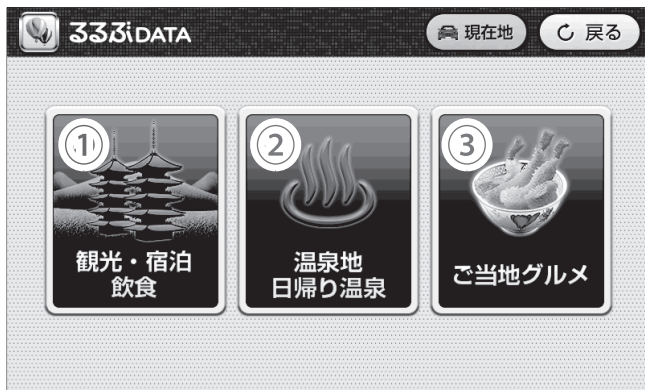 るるぶDATA
現在地
戻る
①
②
③
観光・宿泊
飲食
温泉地
日帰り温泉
ご当地グルメ